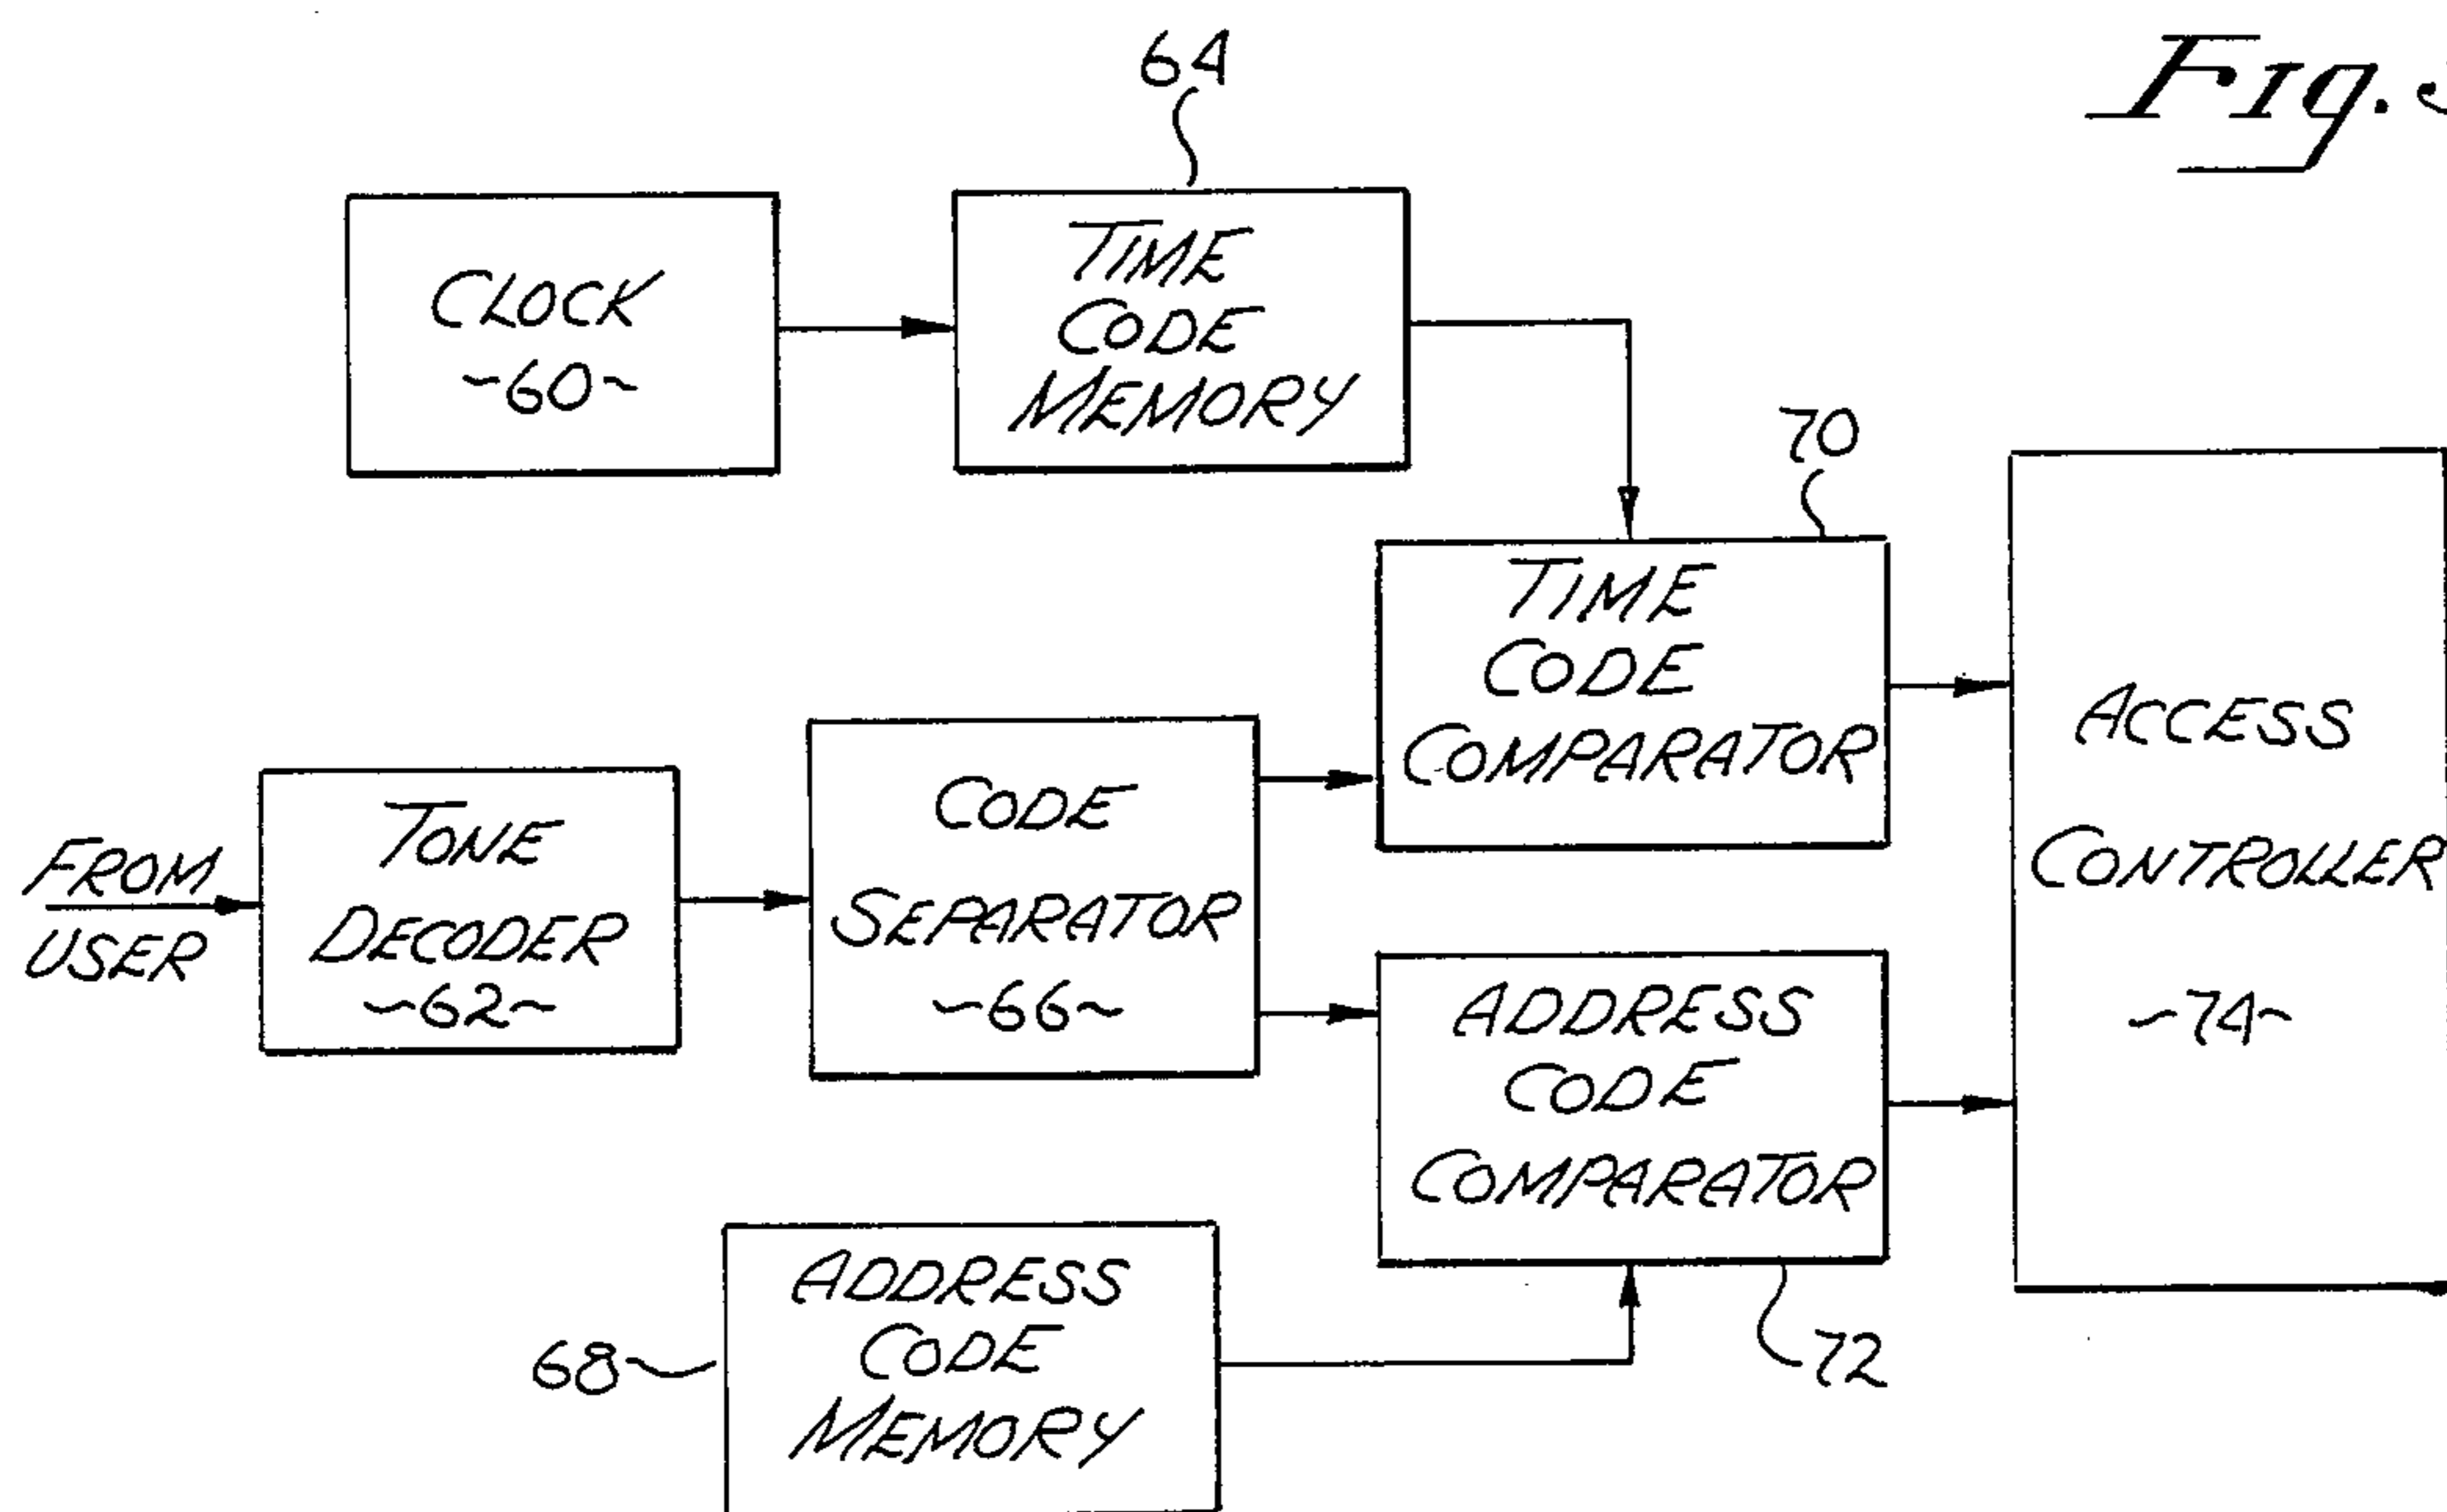 64
Fig.
CLOCK
~60~
TIME
CODE
MEMORY
70
TIME
CODE
COMPARATOR
ACCESS
CONTROLLER
~74~
FROM
USER
TONE
DECODER
~62~
CODE
SEPARATOR
~66~
ADDRESS
CODE
COMPARATOR
72
68
ADDRESS
CODE
MEMORY